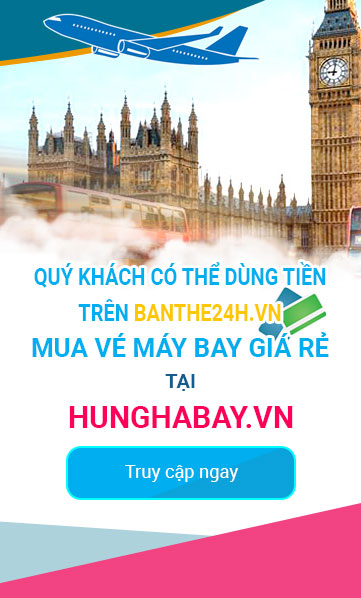 QUÝ KHÁCH CÓ THỂ DÙNG TIỀN
TRÊN BANTHE24H.VN
MUA VÉ MÁY BAY GIÁ RẺ
TẠI
HUNGHABAY.VN
Truy cập ngay